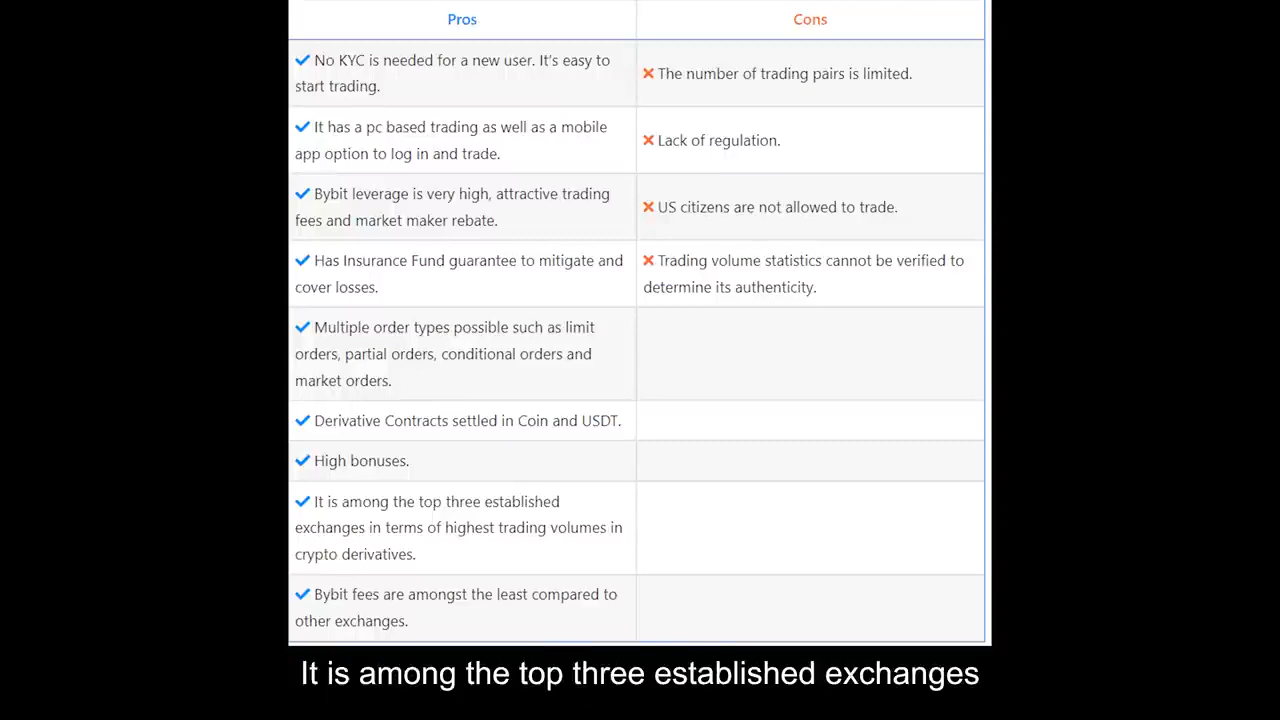 Pros
Cons
✔ No KYC is needed for a new user. It's easy to
start trading.
✖ The number of trading pairs is limited.
✔ It has a pc based trading as well as a mobile
app option to log in and trade.
✖ Lack of regulation.
✔ Bybit leverage is very high, attractive trading
fees and market maker rebate.
✖ US citizens are not allowed to trade.
✔ Has Insurance Fund guarantee to mitigate and
cover losses.
✖ Trading volume statistics cannot be verified to
determine its authenticity.
✔ Multiple order types possible such as limit
orders, partial orders, conditional orders and
market orders.
✔ Derivative Contracts settled in Coin and USDT.
✔ High bonuses.
✔ It is among the top three established
exchanges in terms of highest trading volumes in
crypto derivatives.
✔ Bybit fees are amongst the least compared to
other exchanges.
It is among the top three established exchanges